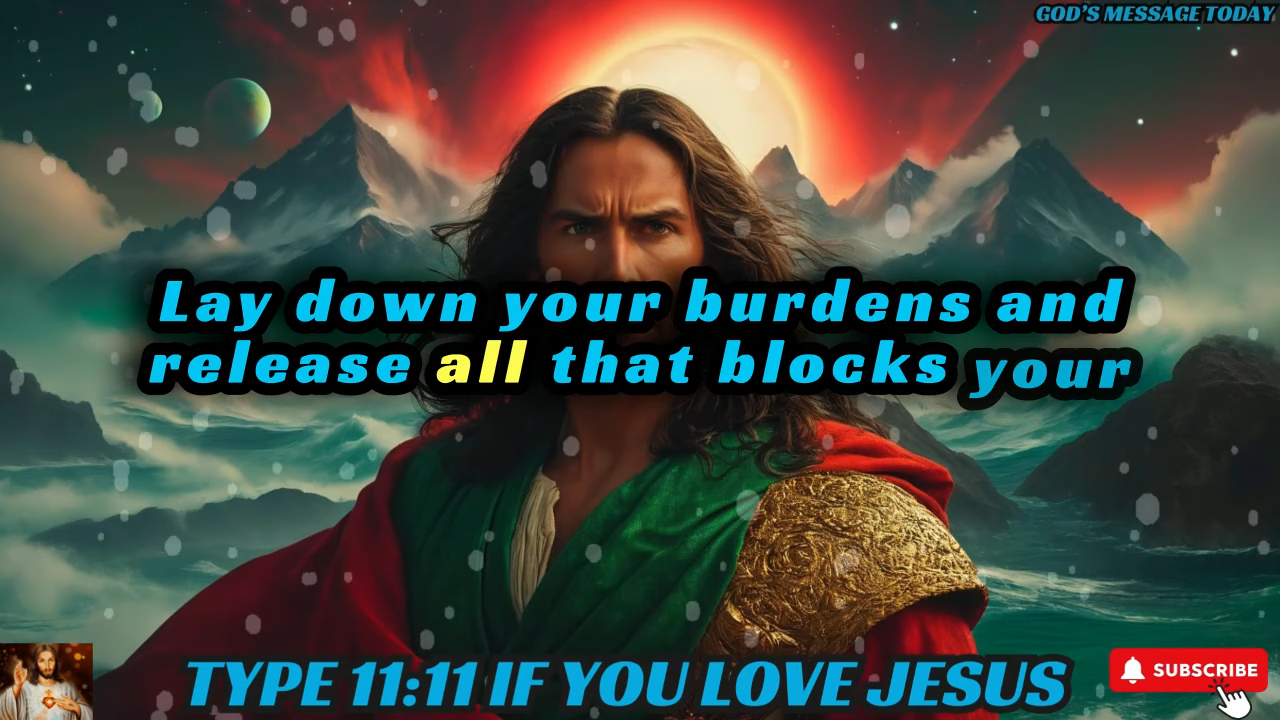 GOD'S MESSAGE TODAY
Lay down your burdens and
release all that blocks your
TYPE 11:11 IF YOU LOVE JESUS
SUBSCRIBE